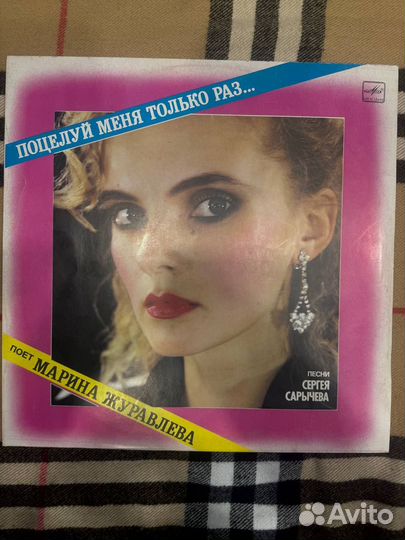 ПОЦЕЛУЙ МЕНЯ ТОЛЬКО РАЗ...
ПЕСНИ
СЕРГЕЯ
САРЫЧЕВА
ПОЕТ МАРИНА ЖУРАВЛЕВА
Avito